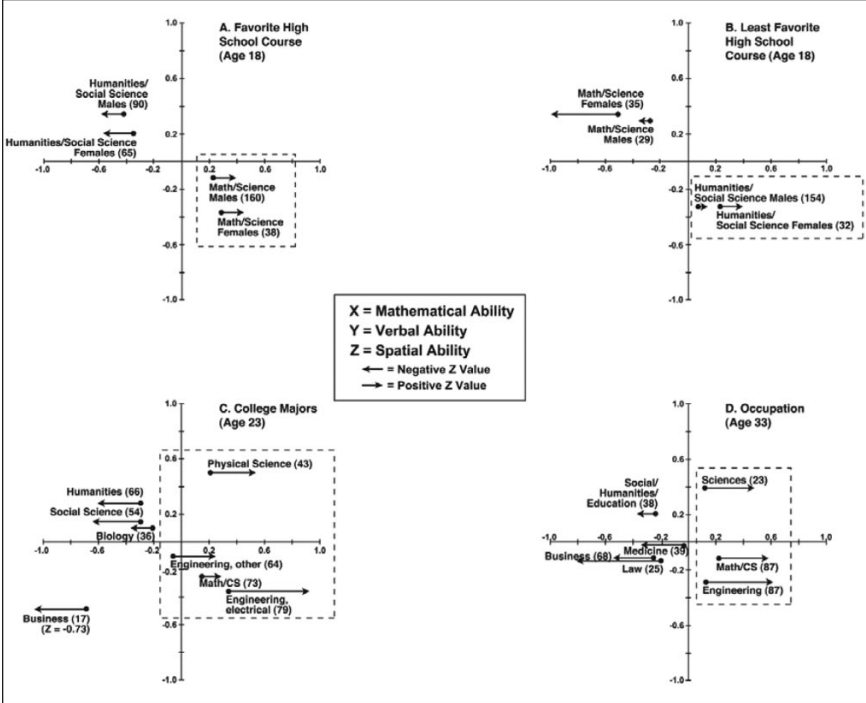 A. Favorite High
School Course
(Age 18)
1.0
0.6
0.2
-0.2
-0.6
-1.0
-1.0
-0.6
-0.2
0.2
0.6
1.0
Humanities/
Social Science
Males (90)
Humanities/Social Science
Females (65)
Math/Science
Males (160)
Math/Science
Females (38)
B. Least Favorite
High School
Course (Age 18)
1.0
0.6
0.2
-0.2
-0.6
-1.0
-1.0
-0.6
-0.2
0.2
0.6
1.0
Math/Science
Females (35)
Math/Science
Males (29)
Humanities/
Social Science Males (154)
Humanities/
Social Science Females (32)
X = Mathematical Ability
Y = Verbal Ability
Z = Spatial Ability
= Negative Z Value
= Positive Z Value
C. College Majors
(Age 23)
1.0
0.6
0.2
-0.2
-0.6
-1.0
-1.0
-0.6
-0.2
0.2
0.6
1.0
Physical Science (43)
Humanities (66)
Social Science (54)
Biology (36)
Engineering, other (64)
Math/CS (73)
Engineering,
electrical (79)
Business (17)
(Z = -0.73)
D. Occupation
(Age 33)
1.0
0.6
0.2
-0.2
-0.6
-1.0
-1.0
-0.6
-0.2
0.2
0.6
1.0
Sciences (23)
Social/
Humanities/
Education (38)
Medicine (39)
Business (68)
Law (25)
Math/CS (87)
Engineering (87)